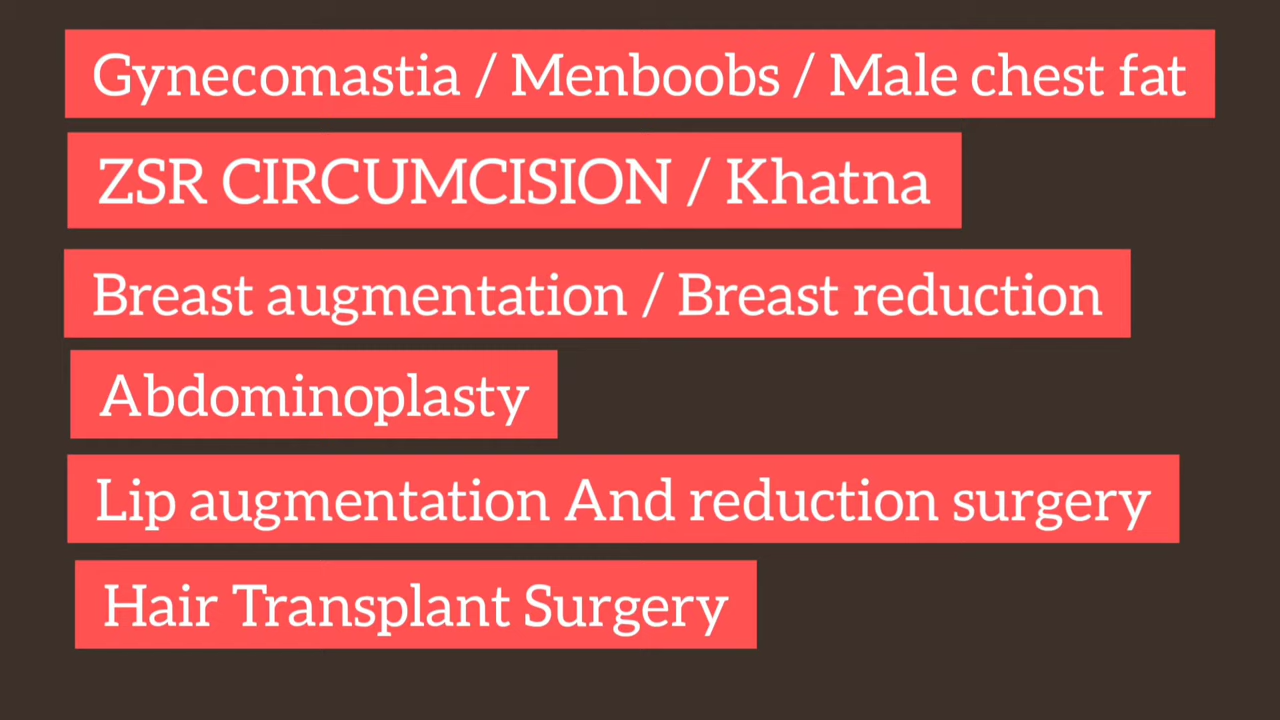 Gynecomastia / Menboobs / Male chest fat
ZSR CIRCUMCISION / Khatna
Breast augmentation / Breast reduction
Abdominoplasty
Lip augmentation And reduction surgery
Hair Transplant Surgery